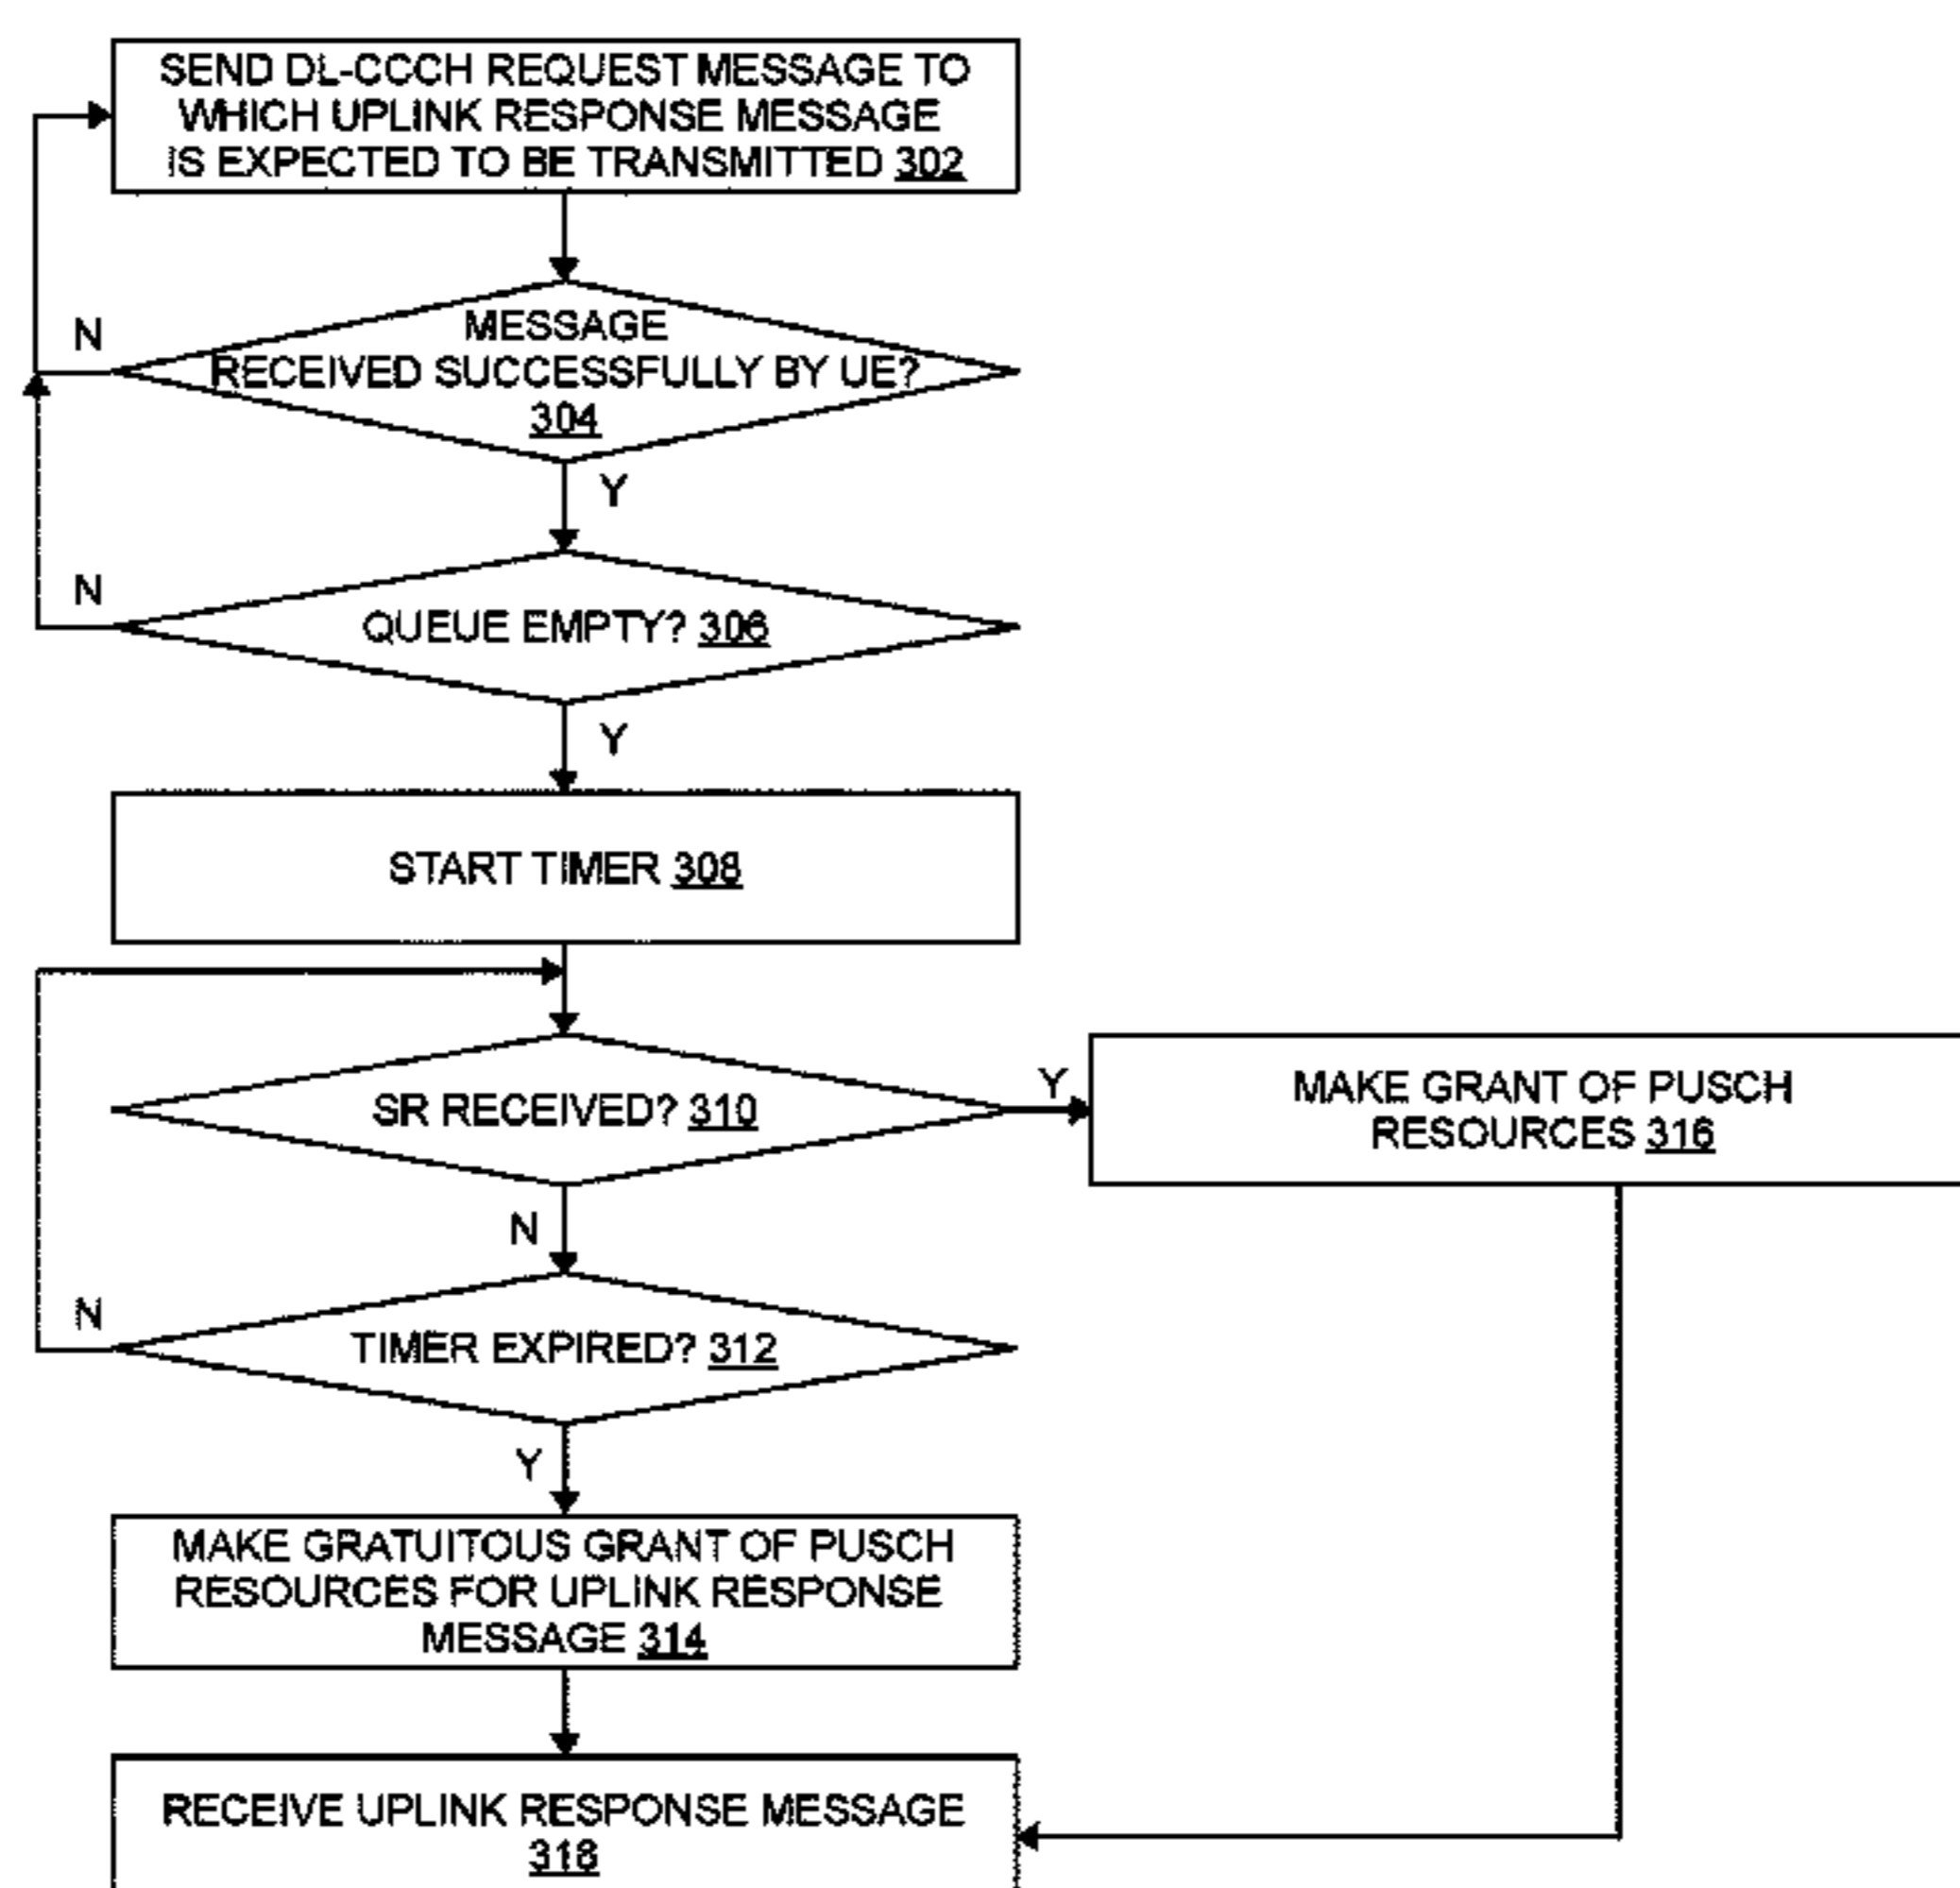 SEND DL-CCCH REQUEST MESSAGE TO
WHICH UPLINK RESPONSE MESSAGE
IS EXPECTED TO BE TRANSMITTED 302
N
MESSAGE
RECEIVED SUCCESSFULLY BY UE?
304
Y
N
QUEUE EMPTY? 306
Y
START TIMER 308
SR RECEIVED? 310
Y
MAKE GRANT OF PUSCH
RESOURCES 316
N
N
TIMER EXPIRED? 312
Y
MAKE GRATUITOUS GRANT OF PUSCH
RESOURCES FOR UPLINK RESPONSE
MESSAGE 314
RECEIVE UPLINK RESPONSE MESSAGE
318